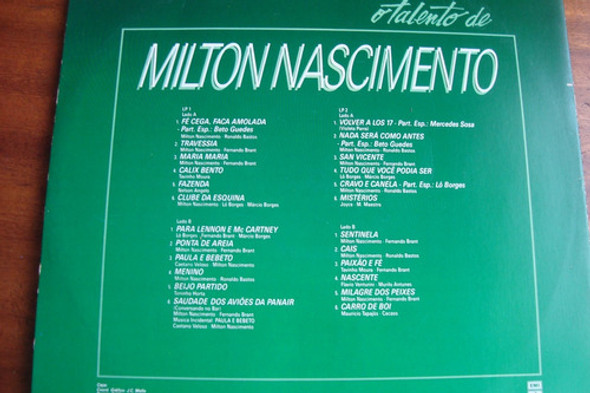 o talento de
MILTON NASCIMENTO
LP 1
Lado A
1. FÉ CEGA, FACA AMOLADA
- Part. Esp.: Beto Guedes
Milton Nascimento - Ronaldo Bastos
2. TRAVESSIA
Milton Nascimento - Fernando Brant
3. MARIA MARIA
Milton Nascimento - Fernando Brant
4. CALIX BENTO
Tavinho Moura
5. FAZENDA
Nelson Angelo
6. CLUBE DA ESQUINA
Milton Nascimento - Lô Borges - Márcio Borges
Lado B
1. PARA LENNON E Mc CARTNEY
Lô Borges - Fernando Brant - Márcio Borges
2. PONTA DE AREIA
Milton Nascimento - Fernando Brant
3. PAULA E BEBETO
Caetano Veloso - Milton Nascimento
4. MENINO
Milton Nascimento - Ronaldo Bastos
5. BEIJO PARTIDO
Toninho Horta
6. SAUDADE DOS AVIÕES DA PANAIR
(Conversando no Bar)
Milton Nascimento - Fernando Brant
Música Incidental: PAULA E BEBETO
Caetano Veloso - Milton Nascimento
LP 2
Lado A
1. VOLVER A LOS 17 - Part. Esp.: Mercedes Sosa
(Violeta Parra)
2. NADA SERÁ COMO ANTES
- Part. Esp.: Beto Guedes
Milton Nascimento - Ronaldo Bastos
3. SAN VICENTE
Milton Nascimento - Fernando Brant
4. TUDO QUE VOCÊ PODIA SER
Lô Borges - Márcio Borges
5. CRAVO E CANELA - Part. Esp.: Lô Borges
Milton Nascimento - Ronaldo Bastos
6. MISTÉRIOS
Joyce - M. Maestro
Lado B
1. SENTINELA
Milton Nascimento - Fernando Brant
2. CAIS
Milton Nascimento - Ronaldo Bastos
3. PAIXÃO E FÉ
Tavinho Moura - Fernando Brant
4. NASCENTE
Flavio Venturini - Murilo Antunes
5. MILAGRE DOS PEIXES
Milton Nascimento - Fernando Brant
6. CARRO DE BOI
Maurício Tapajós - Cacaso
Capa:
Coord. Gráfica: J.C. Mello
EMI